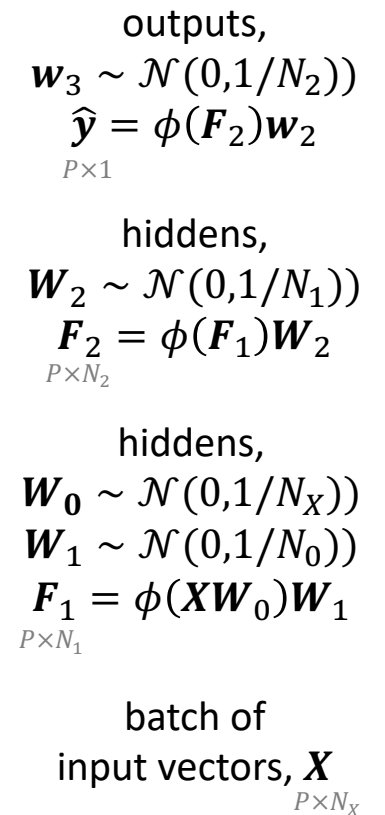 outputs,
𝒘₃ ~ 𝒩(0,1/N₂))
ŷ = ϕ(𝑭₂)𝒘₂
P×1
hiddens,
𝑾₂ ~ 𝒩(0,1/N₁))
𝑭₂ = ϕ(𝑭₁)𝑾₂
P×N₂
hiddens,
𝑾₀ ~ 𝒩(0,1/N_X))
𝑾₁ ~ 𝒩(0,1/N₀))
𝑭₁ = ϕ(𝑿𝑾₀)𝑾₁
P×N₁
batch of
input vectors, 𝑿
P×N_X